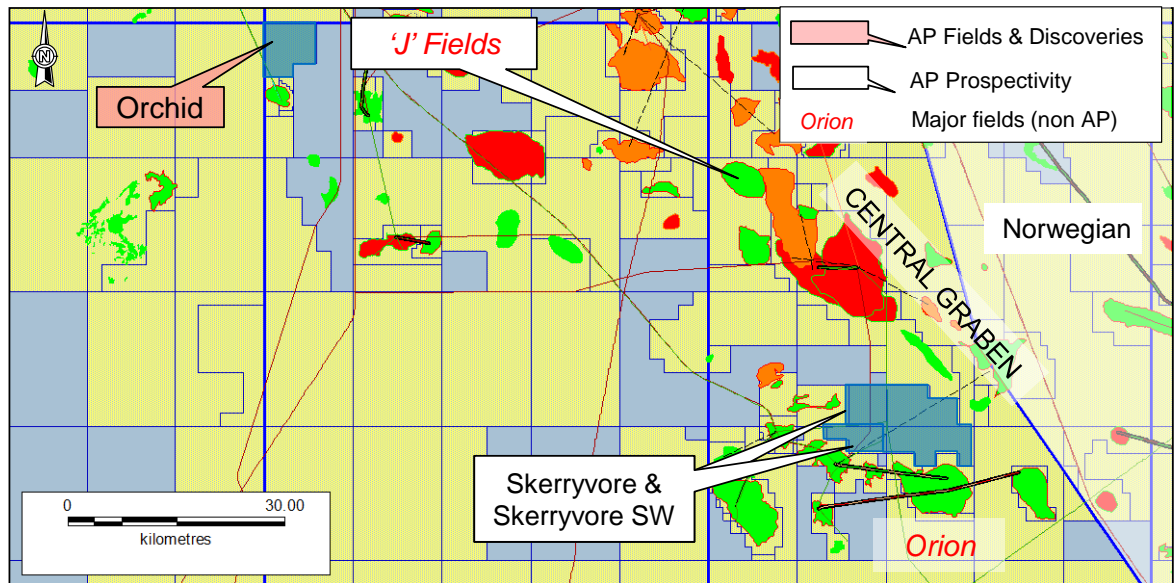 N
'J' Fields
AP Fields & Discoveries
AP Prospectivity
Orion Major fields (non AP)
Orchid
CENTRAL GRABEN
Norwegian
Skerryvore &
Skerryvore SW
Orion
0 30.00
kilometres